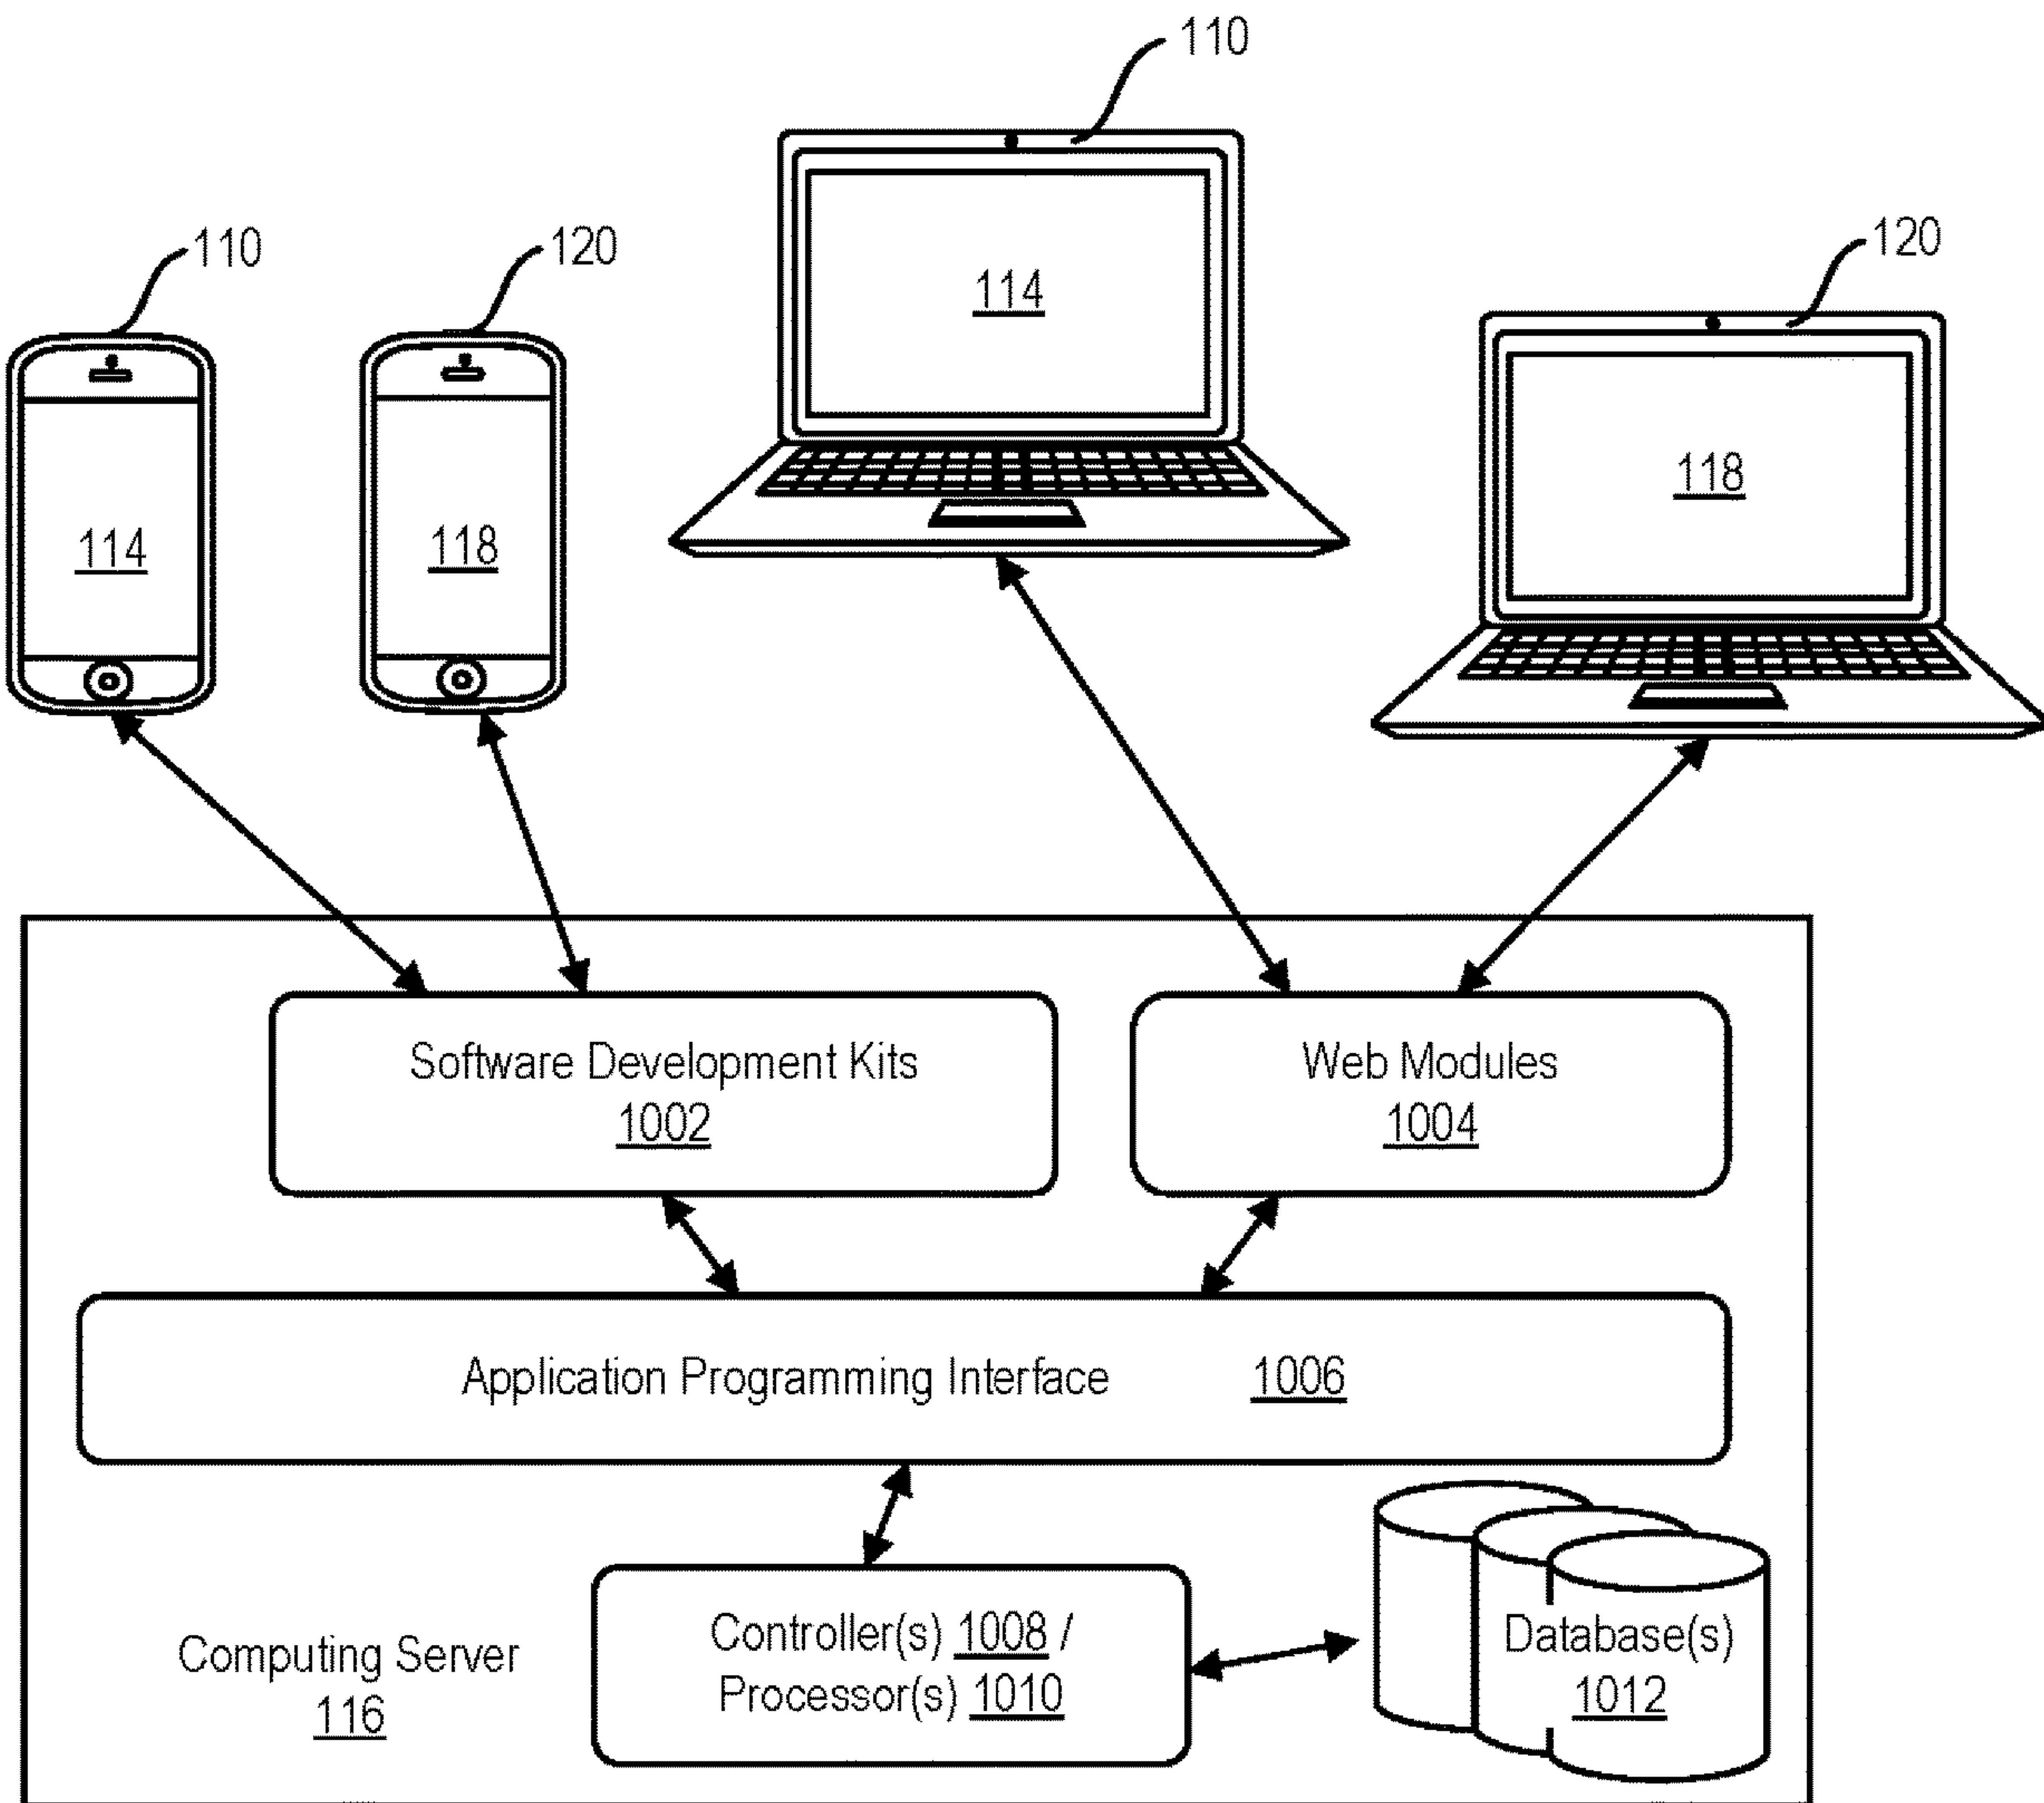 110
110
120
120
114
118
114
118
Software Development Kits
1002
Web Modules
1004
Application Programming Interface 1006
Controller(s) 1008 /
Processor(s) 1010
Database(s)
1012
Computing Server
116